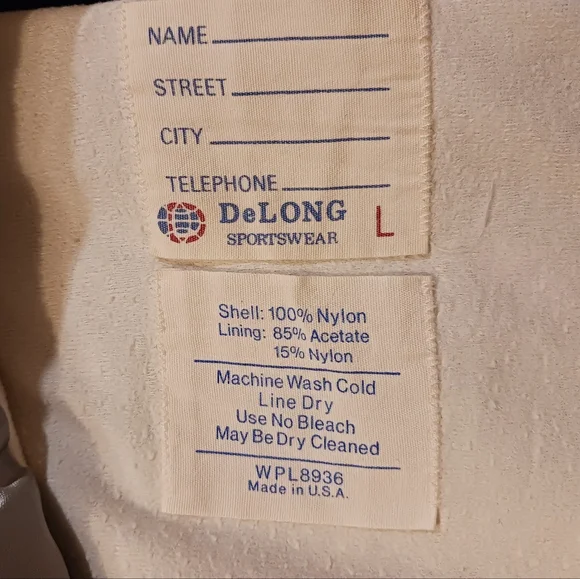 NAME
STREET
CITY
TELEPHONE
DeLONG
SPORTSWEAR L
Shell: 100% Nylon
Lining: 85% Acetate
15% Nylon
Machine Wash Cold
Line Dry
Use No Bleach
May Be Dry Cleaned
WPL8936
Made in U.S.A.